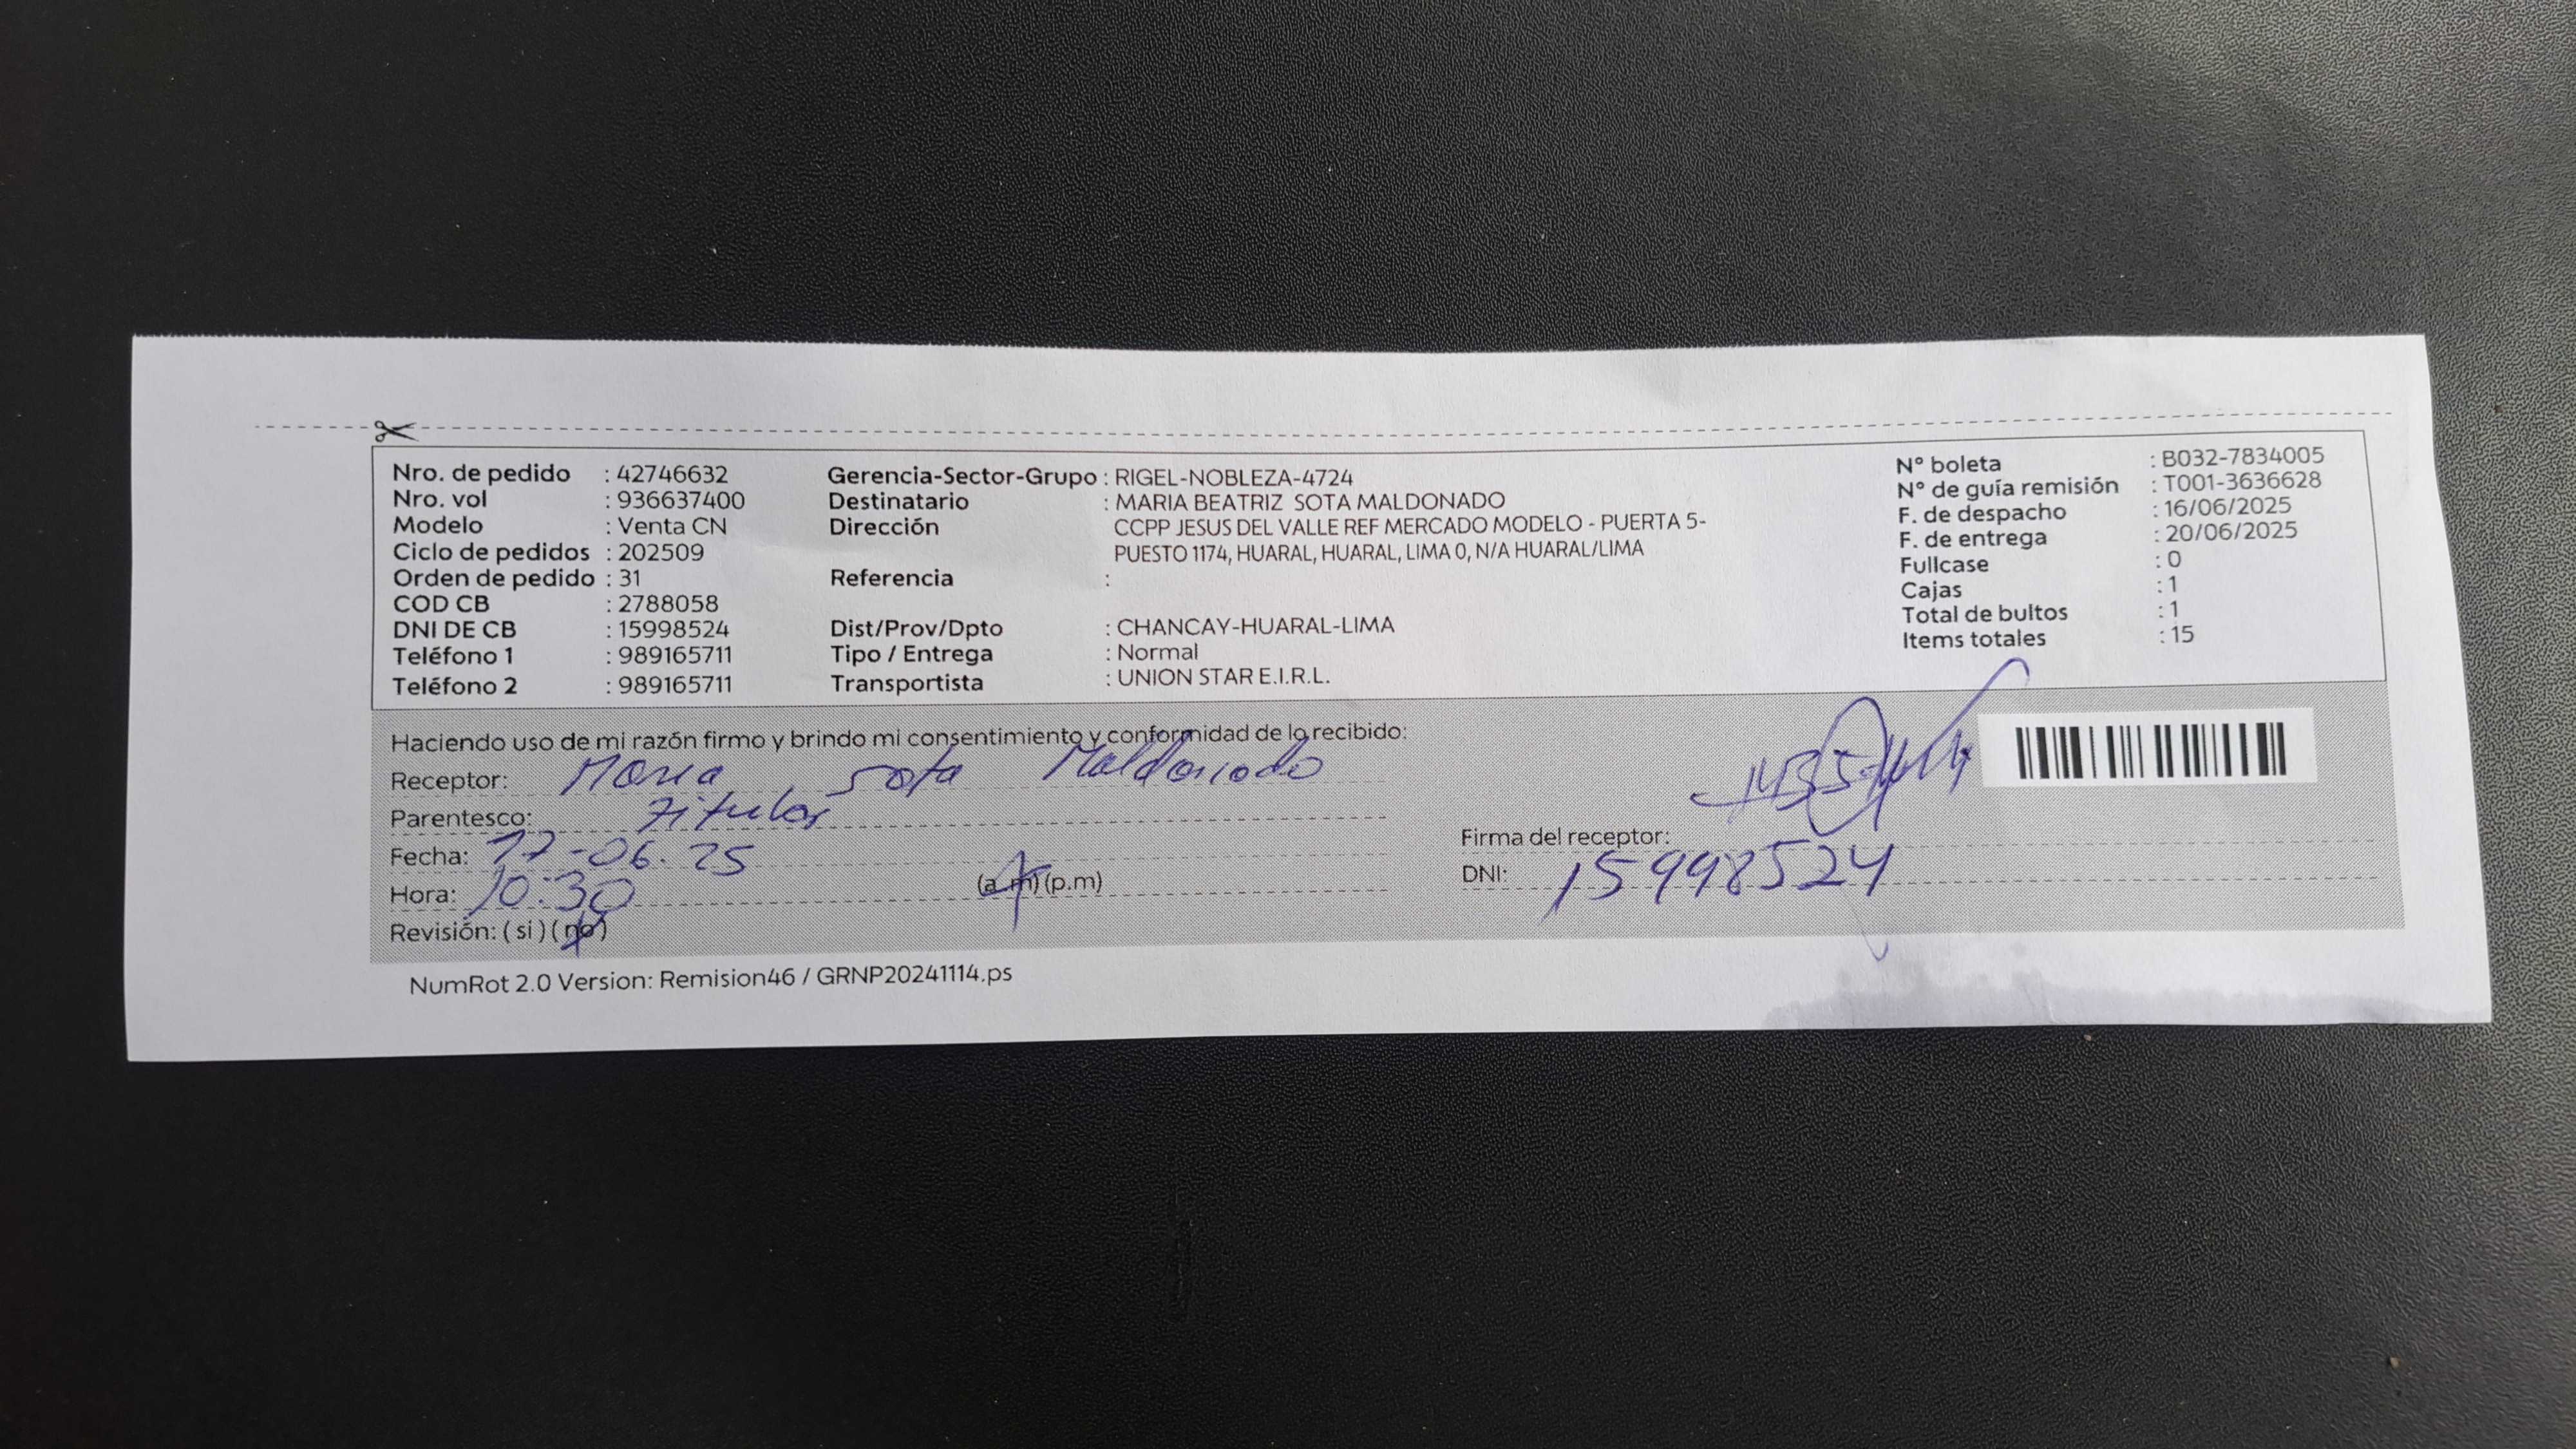 Nro. de pedido : 42746632
Nro. vol : 936637400
Modelo : Venta CN
Ciclo de pedidos : 202509
Orden de pedido : 31
COD CB : 2788058
DNI DE CB : 15998524
Teléfono 1 : 989165711
Teléfono 2 : 989165711
Gerencia-Sector-Grupo : RIGEL-NOBLEZA-4724
Destinatario : MARIA BEATRIZ SOTA MALDONADO
Dirección CCPP JESUS DEL VALLE REF MERCADO MODELO - PUERTA 5-
PUESTO 1174, HUARAL, HUARAL, LIMA 0, N/A HUARAL/LIMA
Referencia :
Dist/Prov/Dpto : CHANCAY-HUARAL-LIMA
Tipo / Entrega : Normal
Transportista : UNION STAR E.I.R.L.
N° boleta : B032-7834005
N° de guía remisión : T001-3636628
F. de despacho : 16/06/2025
F. de entrega : 20/06/2025
Fullcase : 0
Cajas : 1
Total de bultos : 1
Items totales : 15
Haciendo uso de mi razón firmo y brindo mi consentimiento y conformidad de lo recibido:
Receptor: Maria Sota Maldonado
Parentesco: Titular
Fecha: 17-06.25
Hora: 10:30 (a.m) (p.m)
Revisión: ( si ) ( no )
Firma del receptor:
DNI: 15998524
NumRot 2.0 Version: Remision46 / GRNP20241114.ps